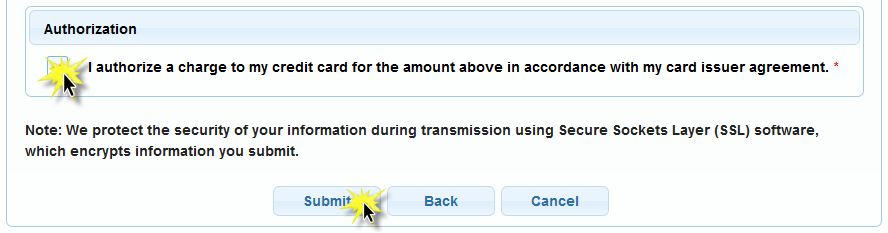 Authorization
I authorize a charge to my credit card for the amount above in accordance with my card issuer agreement. *
Note: We protect the security of your information during transmission using Secure Sockets Layer (SSL) software,
which encrypts information you submit.
Submit Back Cancel